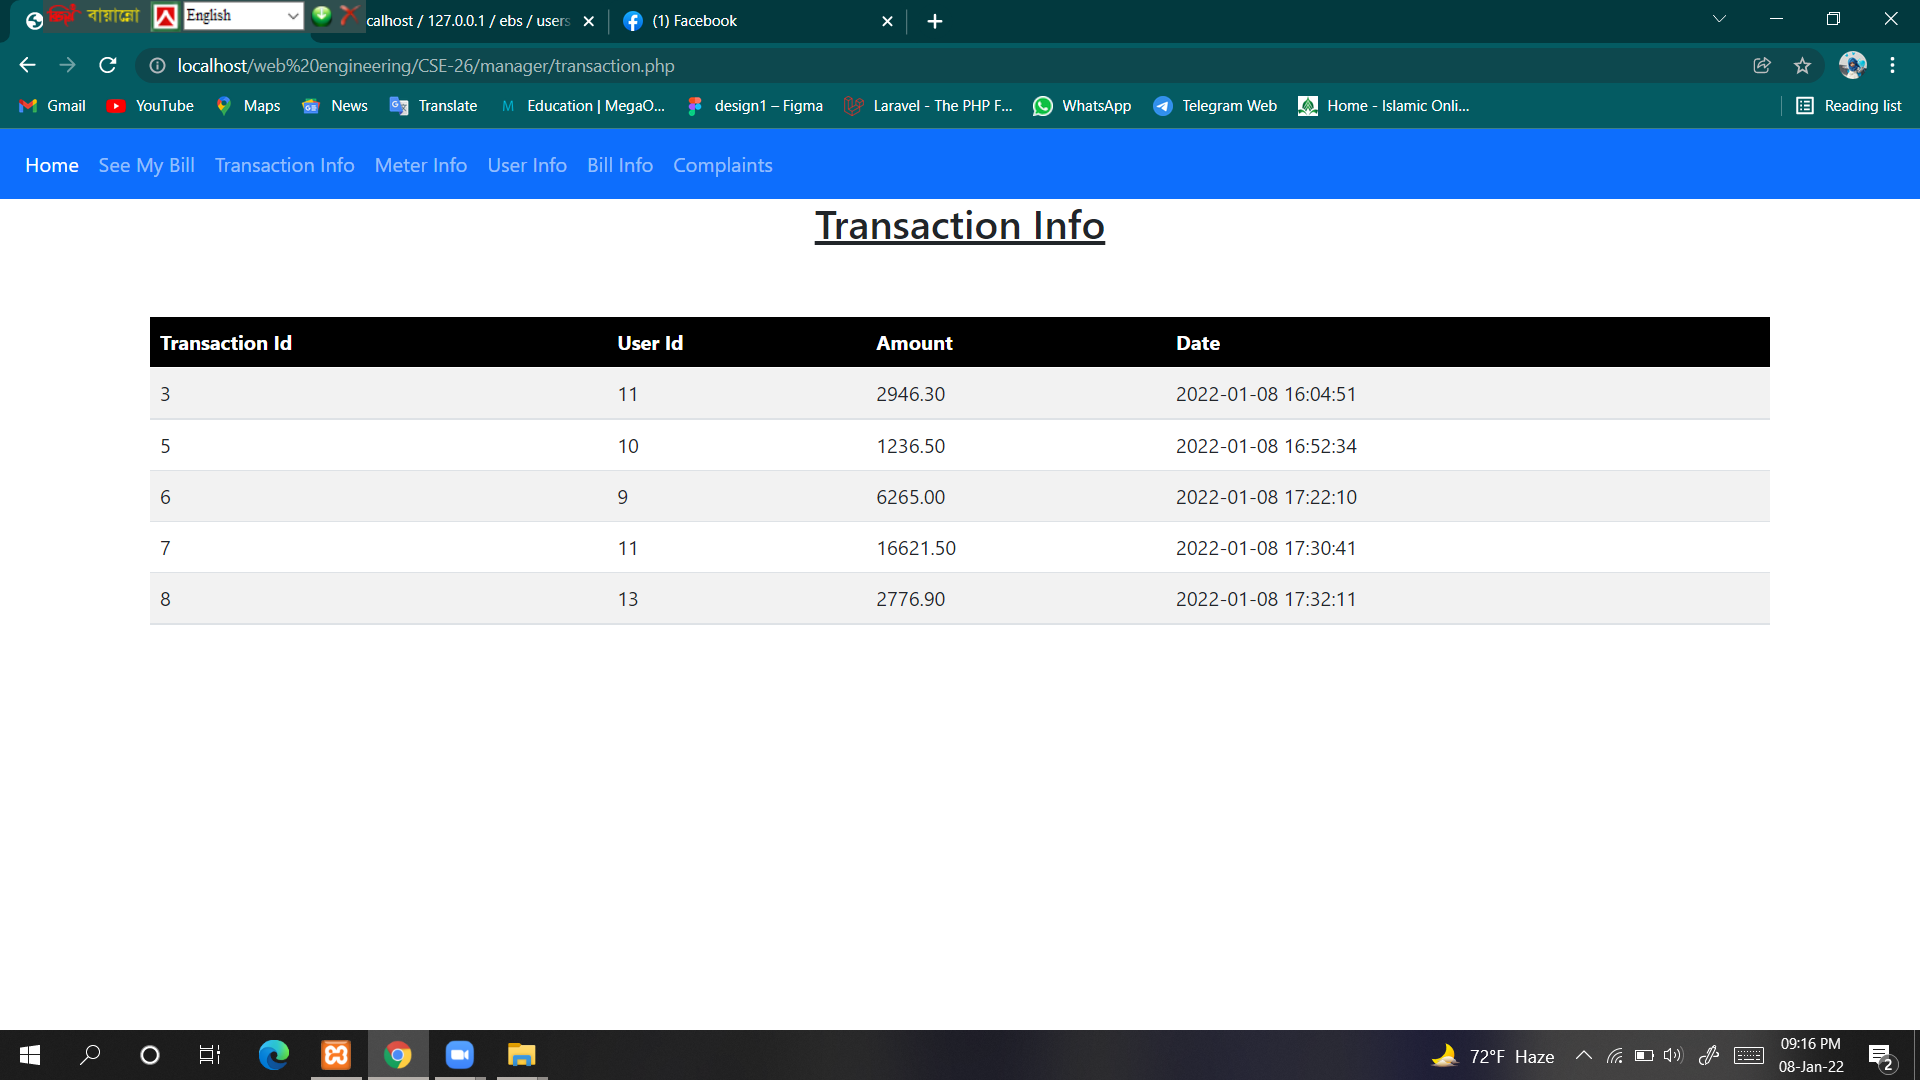 বায়ান্নো English calhost / 127.0.0.1 / ebs / users (1) Facebook
localhost/web%20engineering/CSE-26/manager/transaction.php
Gmail YouTube Maps News Translate Education | MegaO... design1 – Figma Laravel - The PHP F... WhatsApp Telegram Web Home - Islamic Onli... Reading list
Home See My Bill Transaction Info Meter Info User Info Bill Info Complaints
Transaction Info
Transaction Id User Id Amount Date
3 11 2946.30 2022-01-08 16:04:51
5 10 1236.50 2022-01-08 16:52:34
6 9 6265.00 2022-01-08 17:22:10
7 11 16621.50 2022-01-08 17:30:41
8 13 2776.90 2022-01-08 17:32:11
72°F Haze 09:16 PM
08-Jan-22 2